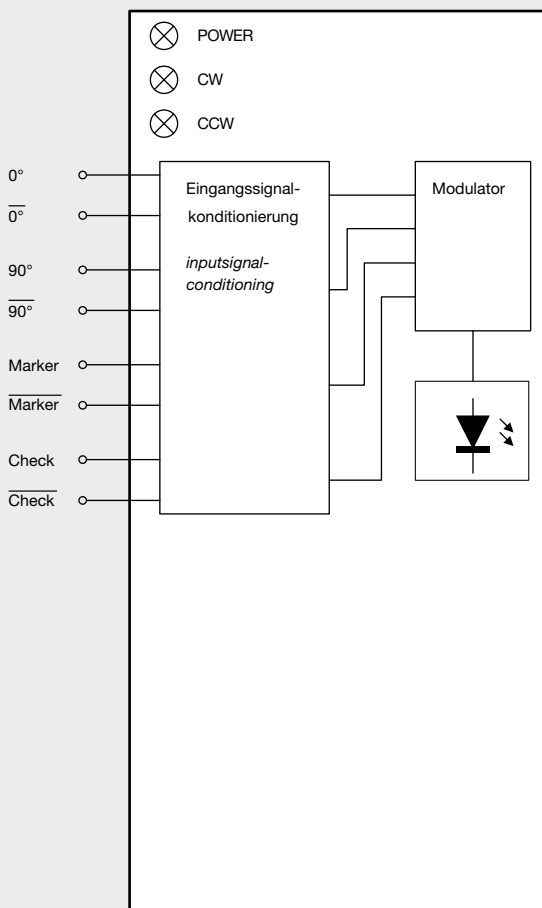 POWER
CW
CCW
0°
0°
90°
90°
Marker
Marker
Check
Check
Eingangssignal-
konditionierung
inputsignal-
conditioning
Modulator